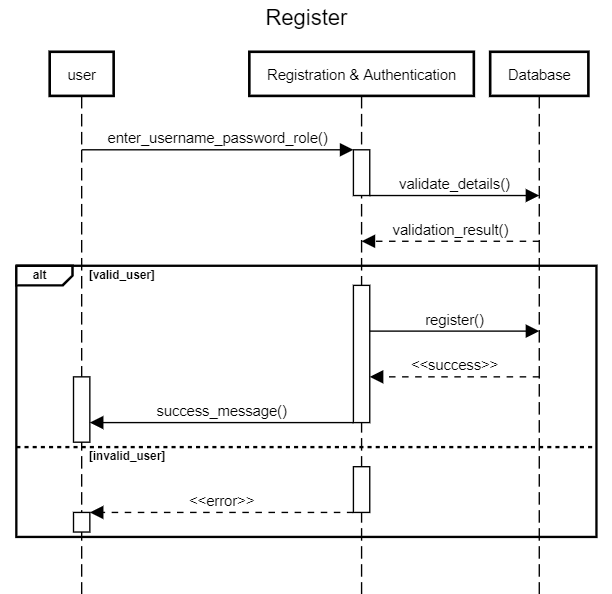 Register
user
Registration & Authentication
Database
enter_username_password_role()
validate_details()
validation_result()
alt
[valid_user]
register()
<<success>>
success_message()
[invalid_user]
<<error>>